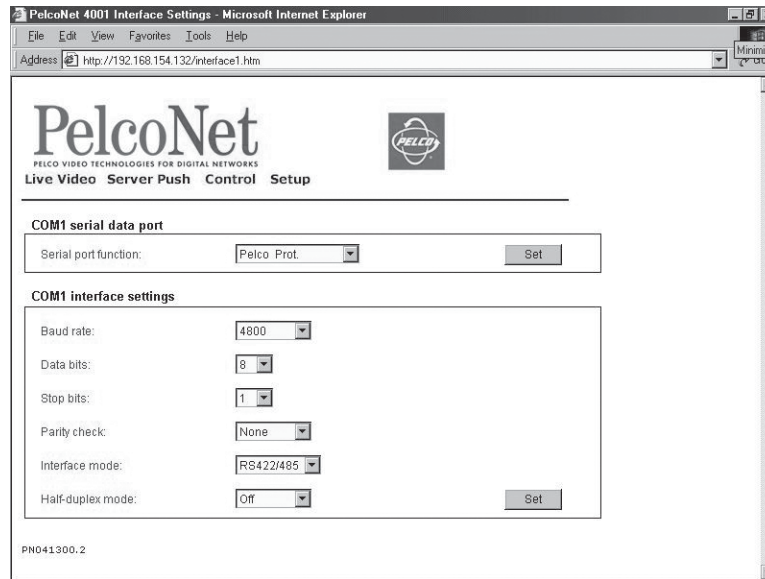 PelcoNet 4001 Interface Settings - Microsoft Internet Explorer
File Edit View Favorites Tools Help
Minimi
Address http://192.168.154.132/interface1.htm
PelcoNet
PELCO VIDEO TECHNOLOGIES FOR DIGITAL NETWORKS
PELCO
Live Video Server Push Control Setup
COM1 serial data port
Serial port function: Pelco Prot. Set
COM1 interface settings
Baud rate: 4800
Data bits: 8
Stop bits: 1
Parity check: None
Interface mode: RS422/485
Half-duplex mode: Off Set
PN041300.2